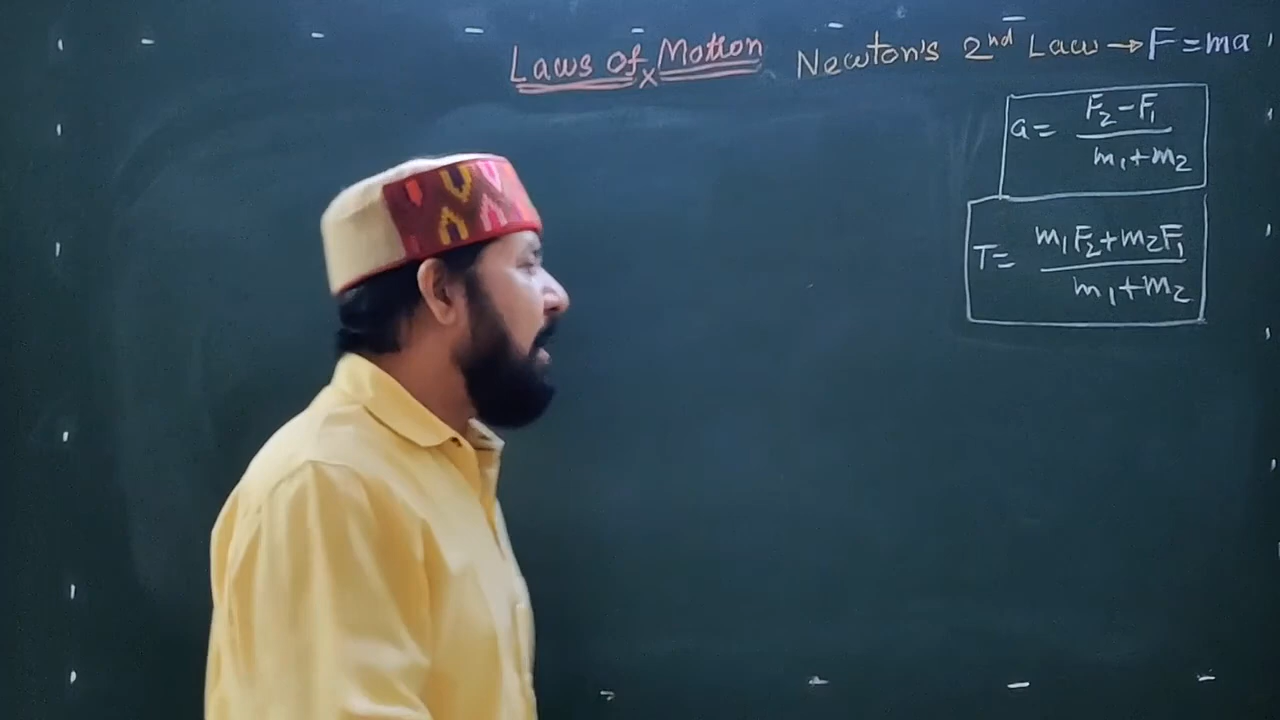 Laws of Motion Newton's 2nd Law → F = ma
x
a = F₂ - F₁ / m₁ + m₂
T = m₁F₂ + m₂F₁ / m₁ + m₂